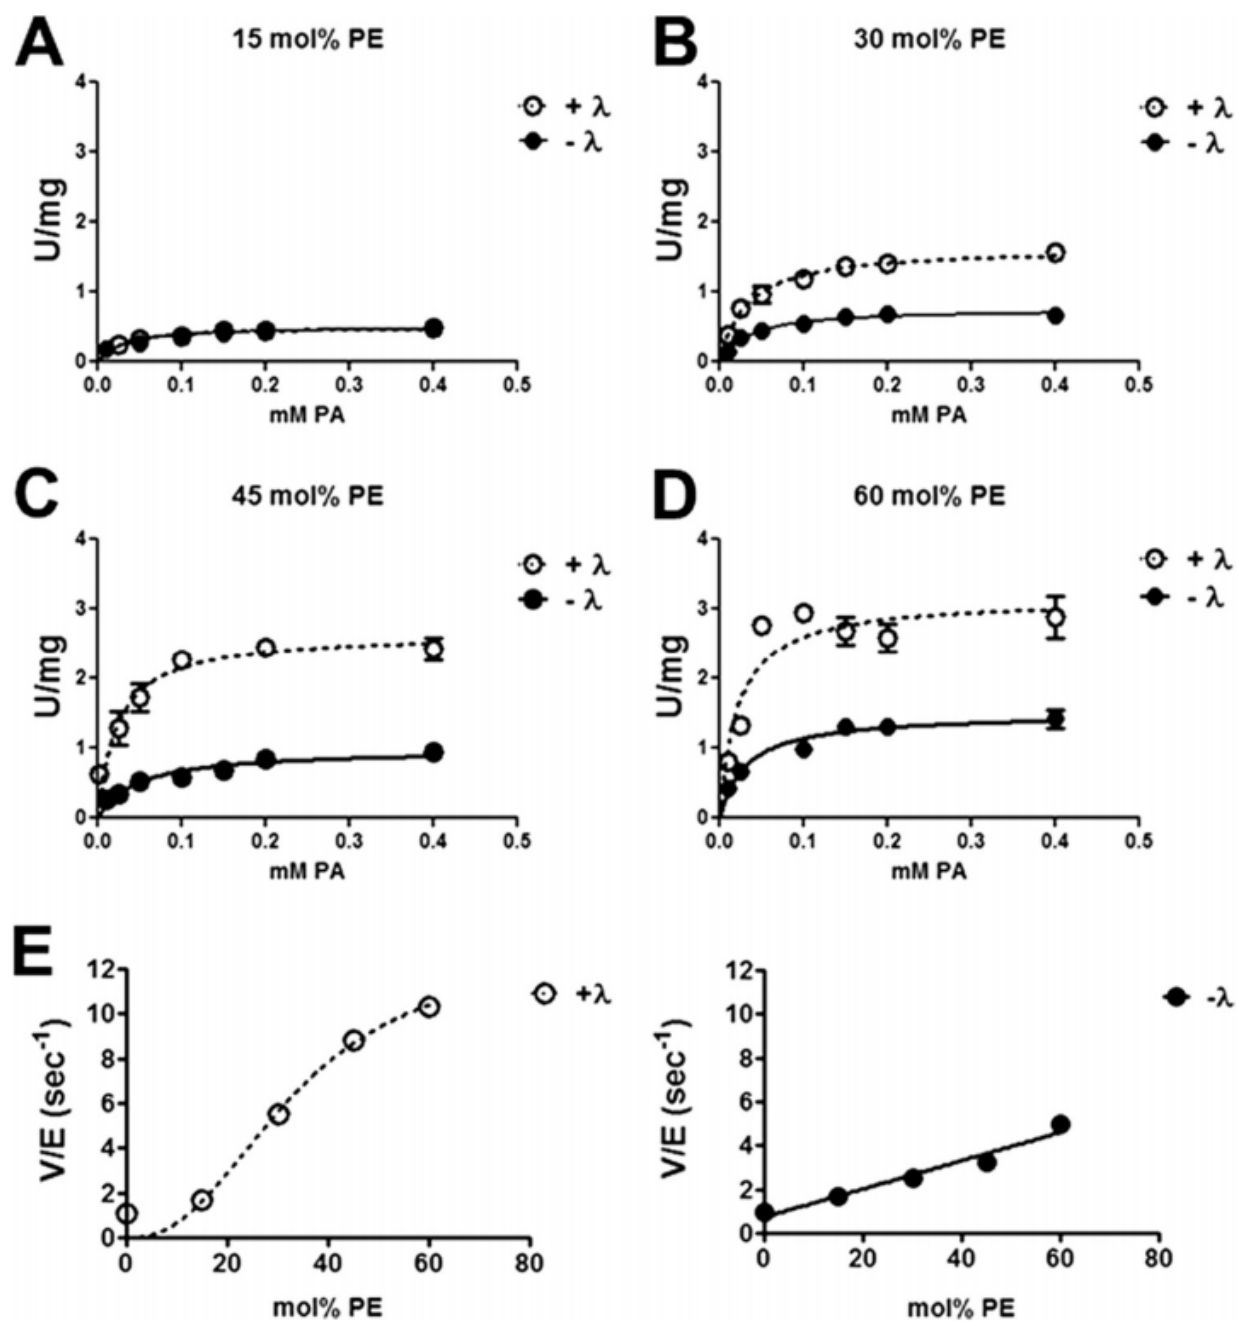 A
15 mol% PE
4
3
2
1
0
U/mg
0.0 0.1 0.2 0.3 0.4 0.5
mM PA
+ λ
- λ
B
30 mol% PE
4
3
2
1
0
U/mg
0.0 0.1 0.2 0.3 0.4 0.5
mM PA
+ λ
- λ
C
45 mol% PE
4
3
2
1
0
U/mg
0.0 0.1 0.2 0.3 0.4 0.5
mM PA
+ λ
- λ
D
60 mol% PE
4
3
2
1
0
U/mg
0.0 0.1 0.2 0.3 0.4 0.5
mM PA
+ λ
- λ
E
12
10
8
6
4
2
0
V/E (sec-1)
0 20 40 60 80
mol% PE
+λ
12
10
8
6
4
2
0
V/E (sec-1)
0 20 40 60 80
mol% PE
-λ